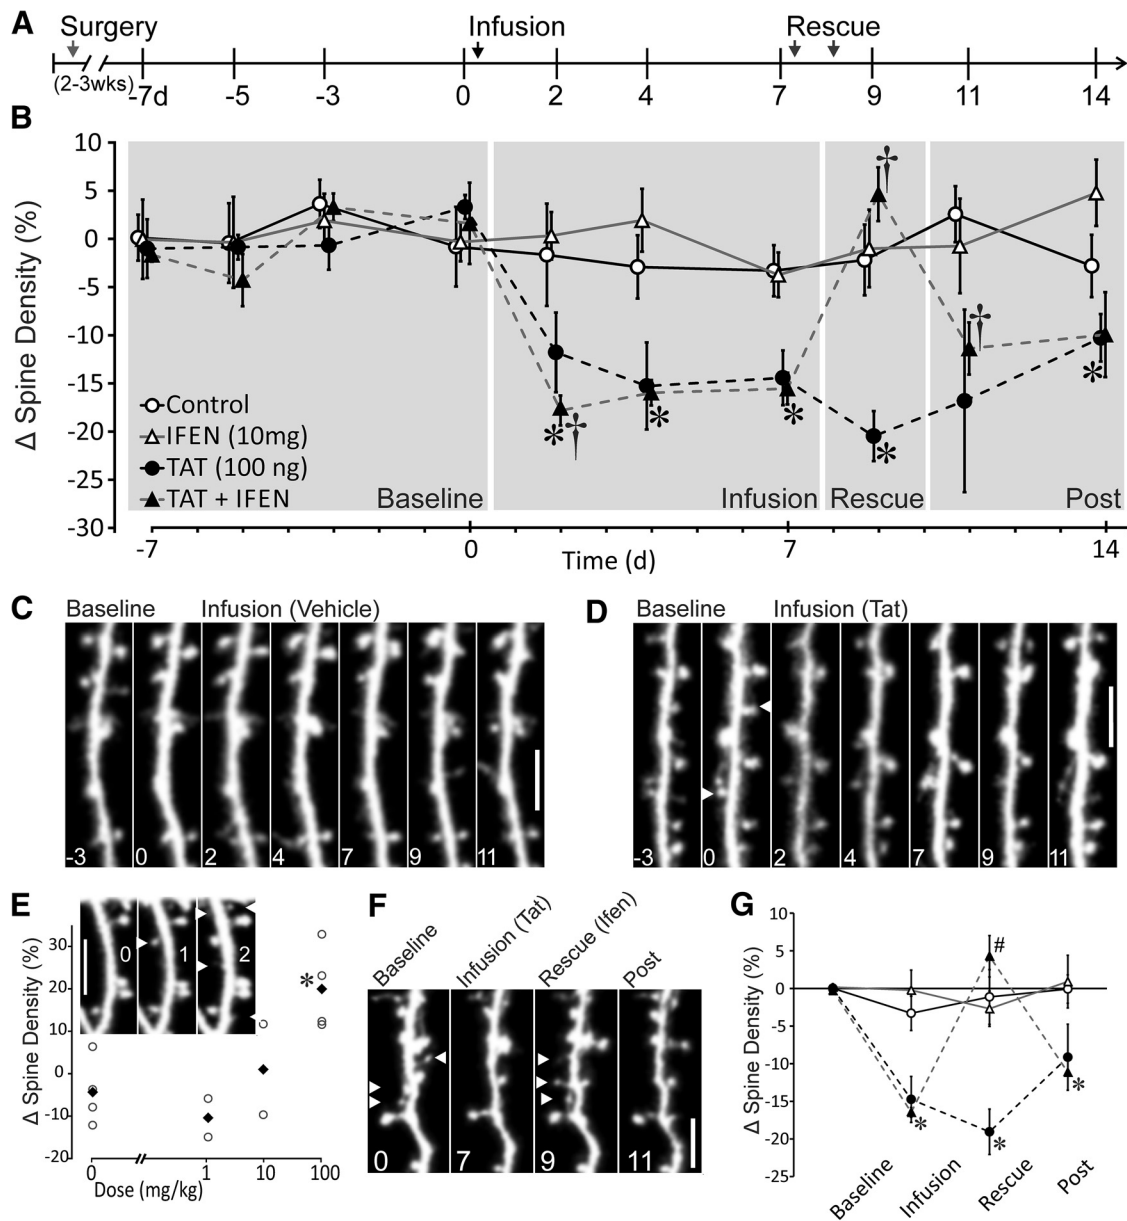 A
Surgery
Infusion
Rescue
(2-3wks)
-7d -5 -3 0 2 4 7 9 11 14
B
Δ Spine Density (%)
10
5
0
-5
-10
-15
-20
-25
-30
† † * † * * * *
Control
IFEN (10mg)
TAT (100 ng)
TAT + IFEN
Baseline Infusion Rescue Post
-7 0 7 14
Time (d)
C
Baseline Infusion (Vehicle)
-3 0 2 4 7 9 11
D
Baseline Infusion (Tat)
-3 0 2 4 7 9 11
E
Δ Spine Density (%)
30
20
10
0
-10
-20
0 1 2
*
0 1 10 100
Dose (mg/kg)
F
Baseline
Infusion (Tat)
Rescue (Ifen)
Post
0 7 9 11
G
Δ Spine Density (%)
10
5
0
-5
-10
-15
-20
-25
#
* * *
Baseline
Infusion
Rescue
Post